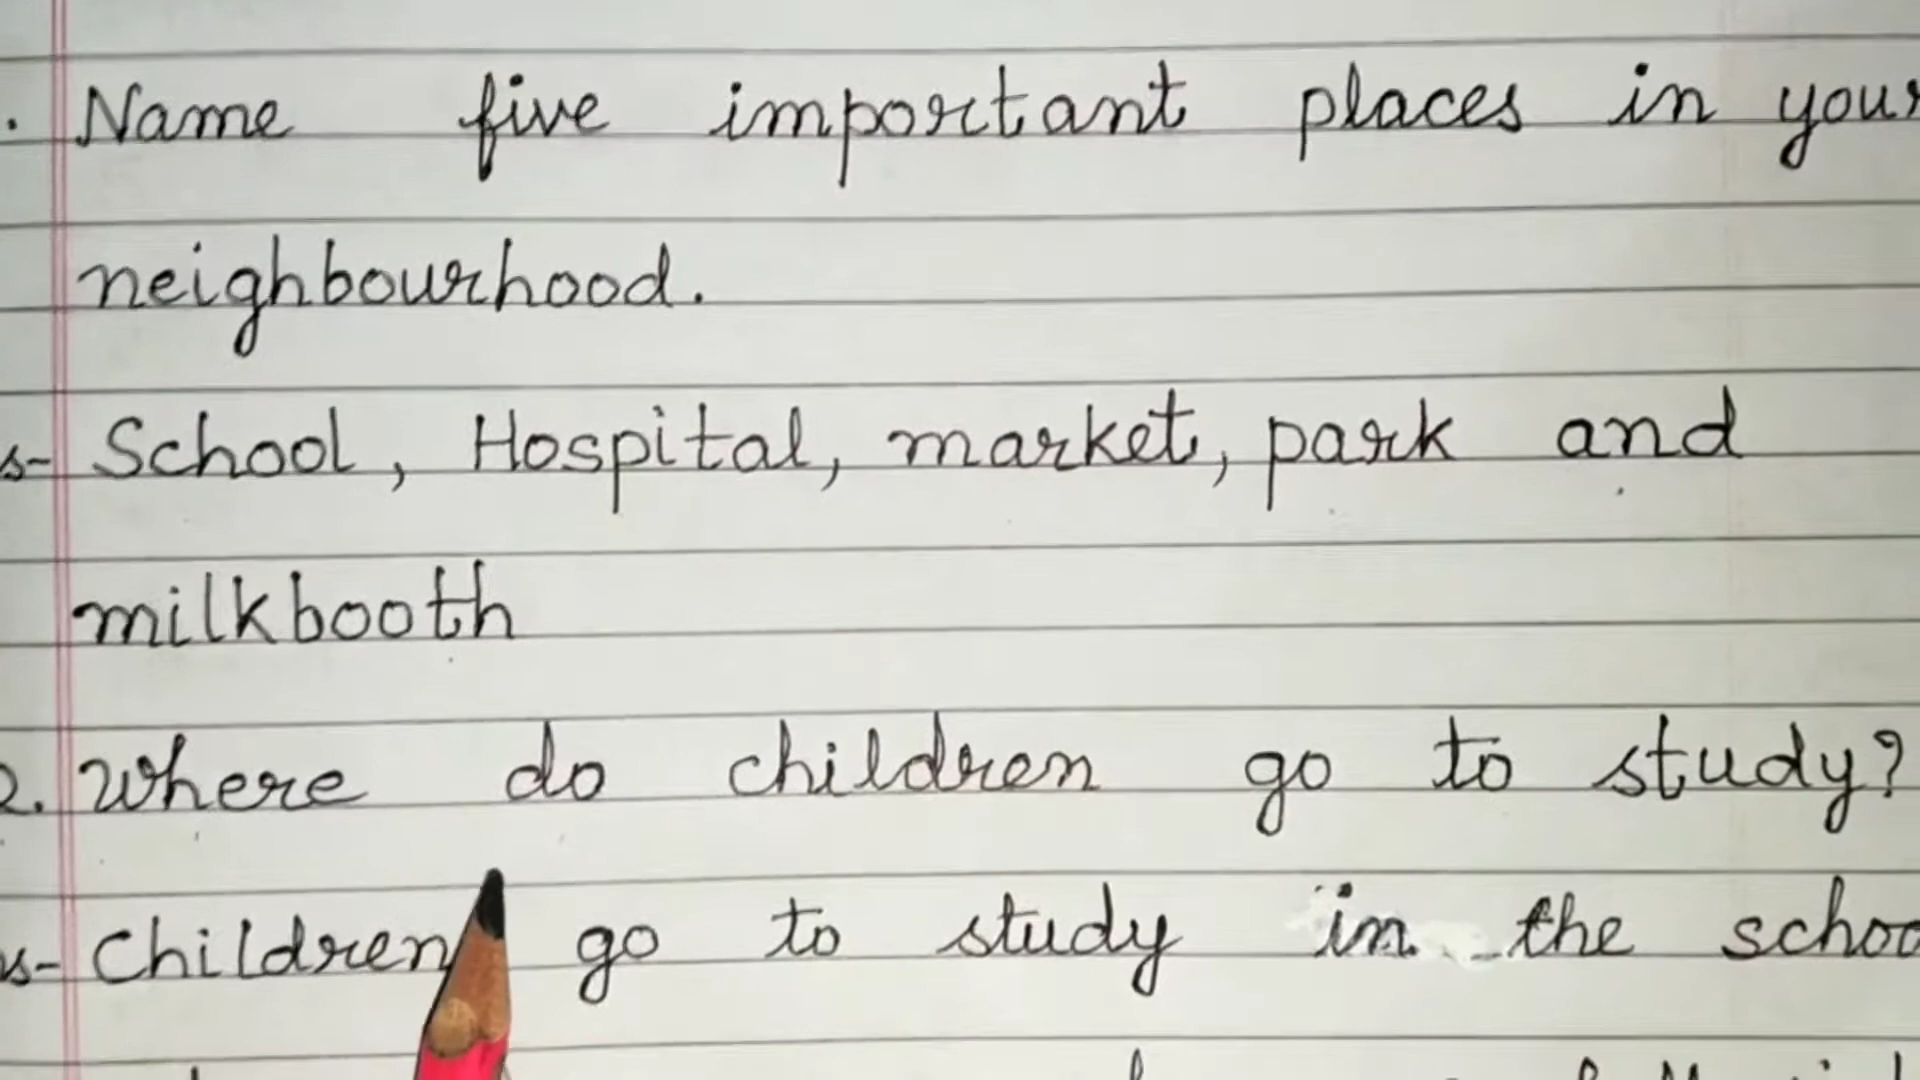 . Name five important places in your
neighbourhood.
s- School, Hospital, market, park and
milkbooth
2. Where do children go to study?
s- Children go to study in the schoo